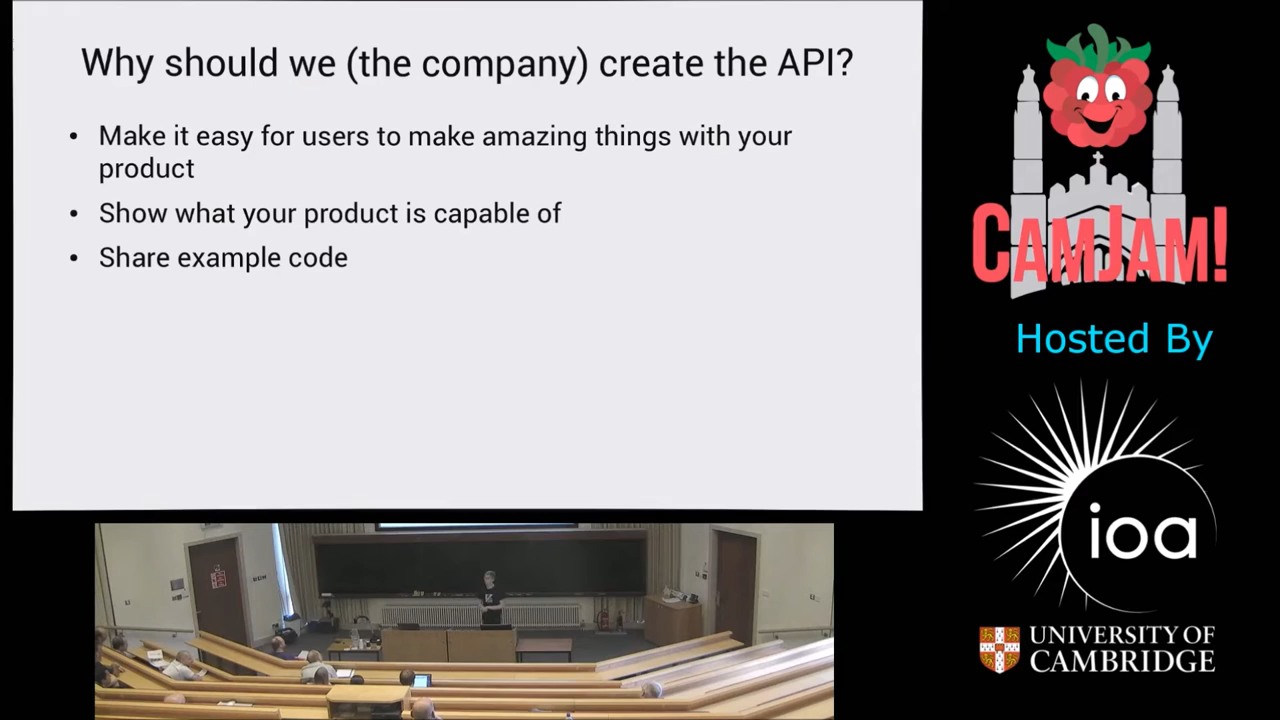 Why should we (the company) create the API?
• Make it easy for users to make amazing things with your
product
• Show what your product is capable of
• Share example code
CAMJAM!
Hosted By
ioa
UNIVERSITY OF
CAMBRIDGE